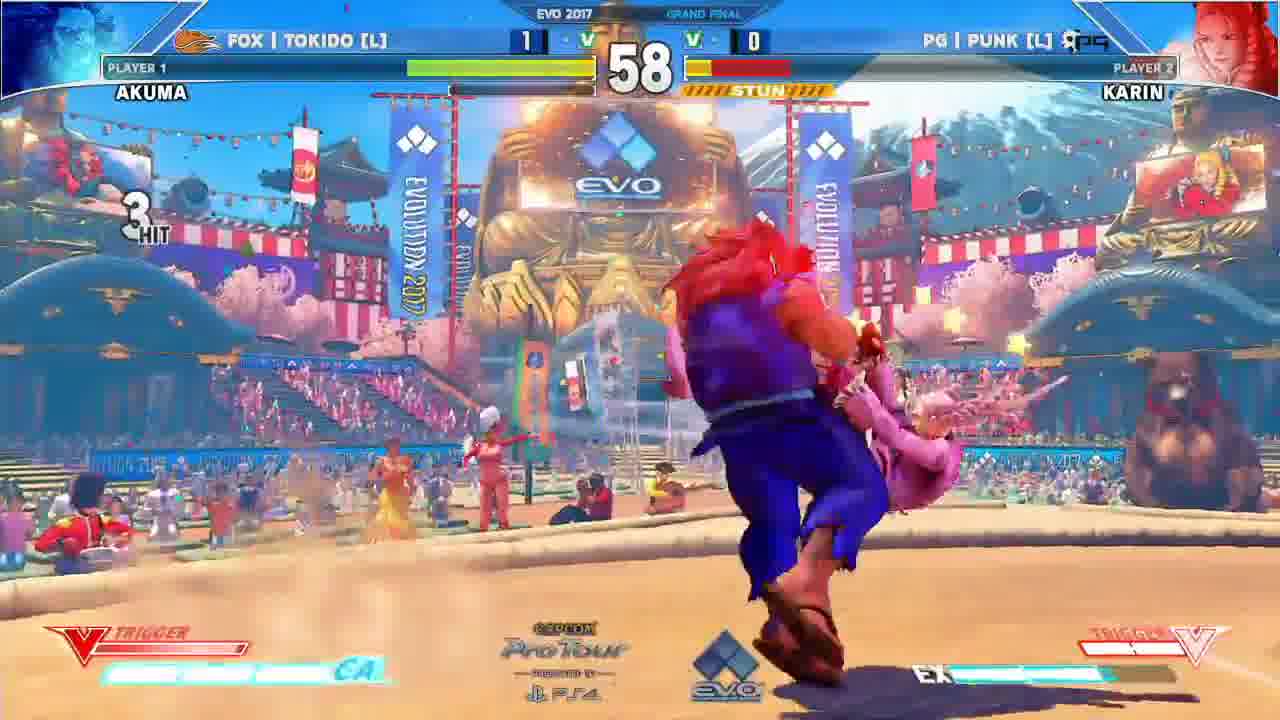 EVO 2017
GRAND FINAL
FOX | TOKIDO [L]
1
V
58
V
0
PG | PUNK [L]
PG
PLAYER 1
PLAYER 2
AKUMA
STUN
KARIN
EVO
EVOLUTION 2017
EVOLUTION
3
HIT
V TRIGGER
CA
CAPCOM
Pro Tour
PS4
EVO
TRIGGER V
EX